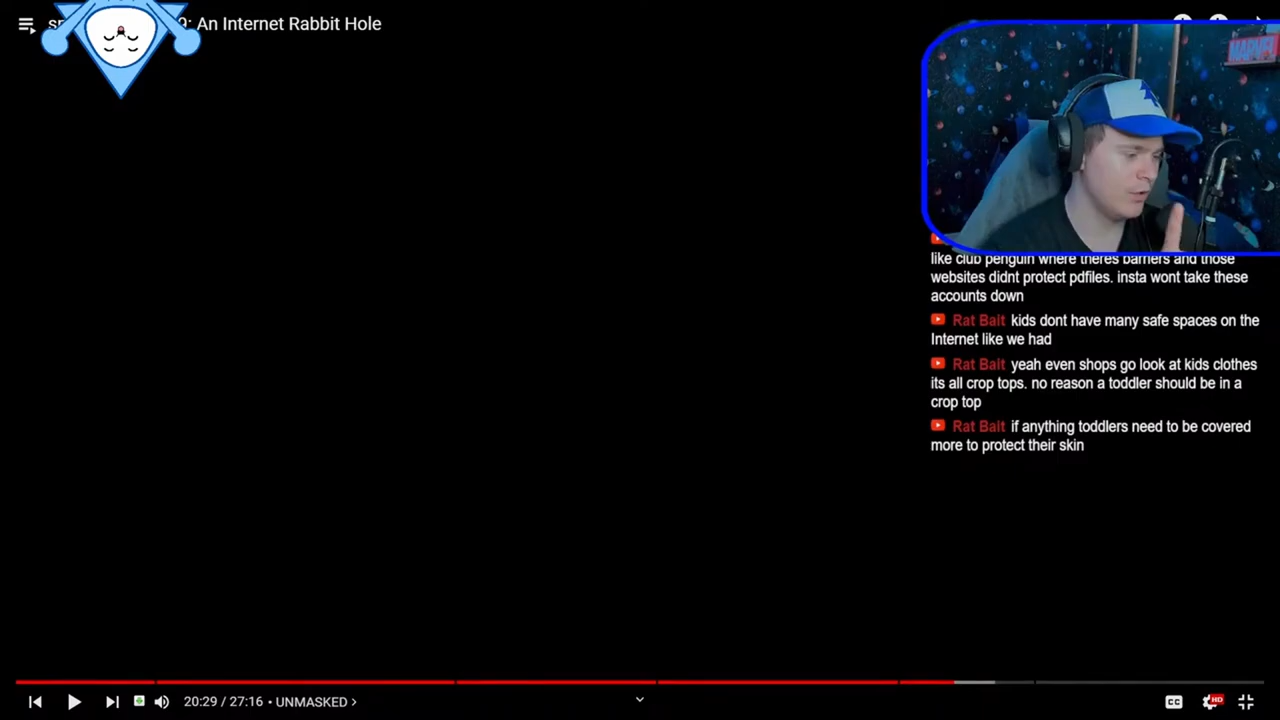 : An Internet Rabbit Hole
MARVEL
like club penguin where theres barriers and those
websites didnt protect pdfiles. insta wont take these
accounts down
Rat Bait kids dont have many safe spaces on the
Internet like we had
Rat Bait yeah even shops go look at kids clothes
its all crop tops. no reason a toddler should be in a
crop top
Rat Bait if anything toddlers need to be covered
more to protect their skin
20:29 / 27:16 • UNMASKED >
CC
HD